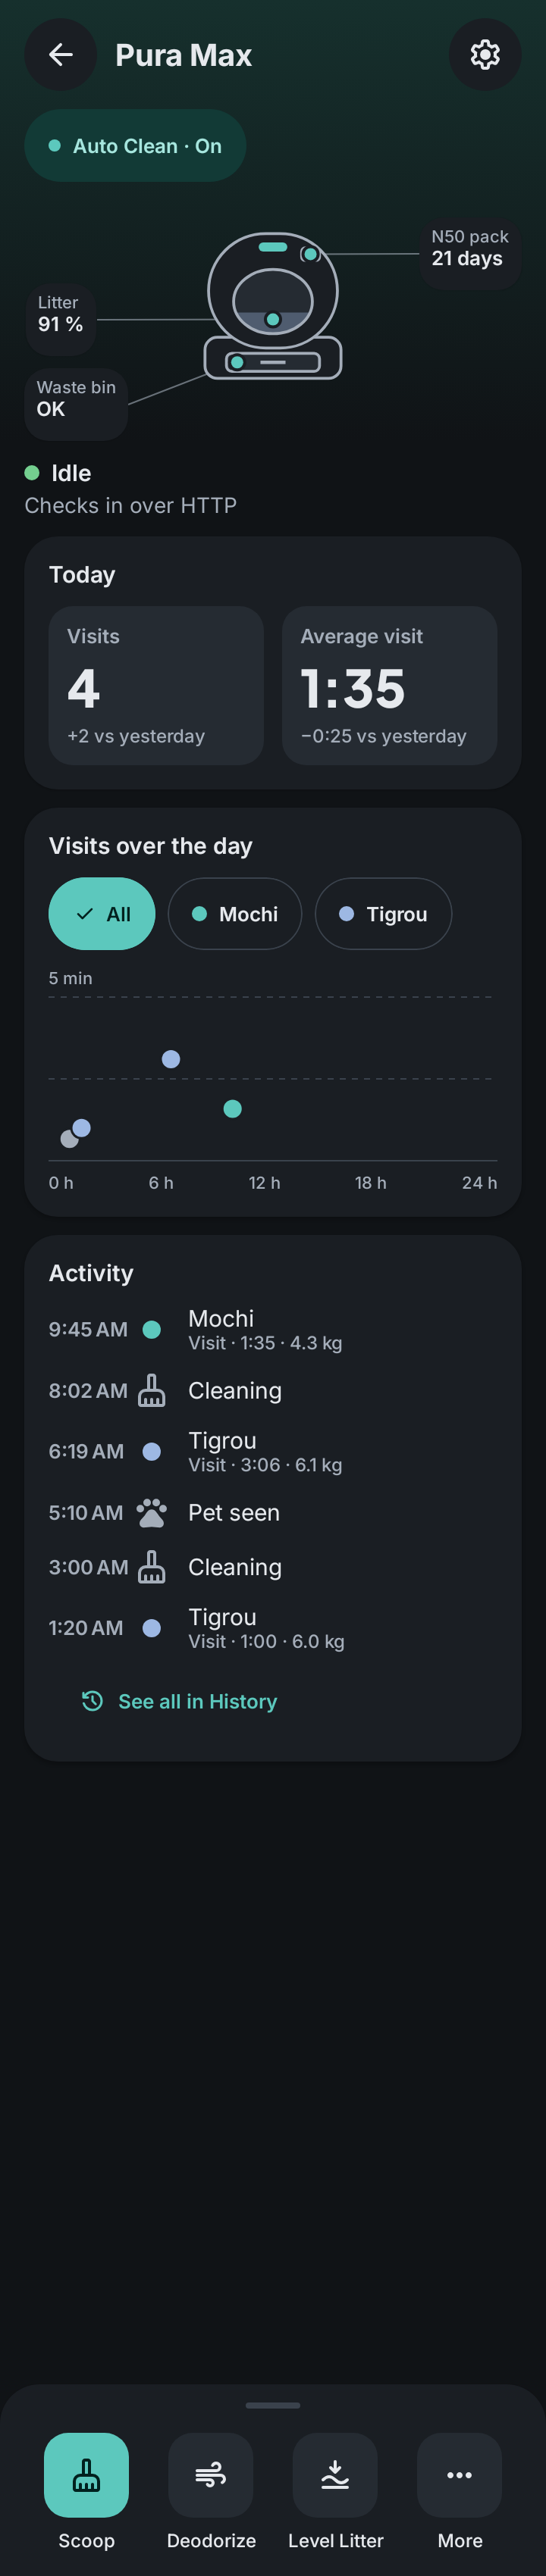 Pura Max
Auto Clean · On
N50 pack
21 days
Litter
91 %
Waste bin
OK
Idle
Checks in over HTTP
Today
Visits
4
+2 vs yesterday
Average visit
1:35
−0:25 vs yesterday
Visits over the day
All
Mochi
Tigrou
5 min
0 h
6 h
12 h
18 h
24 h
Activity
9:45 AM
Mochi
Visit · 1:35 · 4.3 kg
8:02 AM
Cleaning
6:19 AM
Tigrou
Visit · 3:06 · 6.1 kg
5:10 AM
Pet seen
3:00 AM
Cleaning
1:20 AM
Tigrou
Visit · 1:00 · 6.0 kg
See all in History
Scoop
Deodorize
Level Litter
More